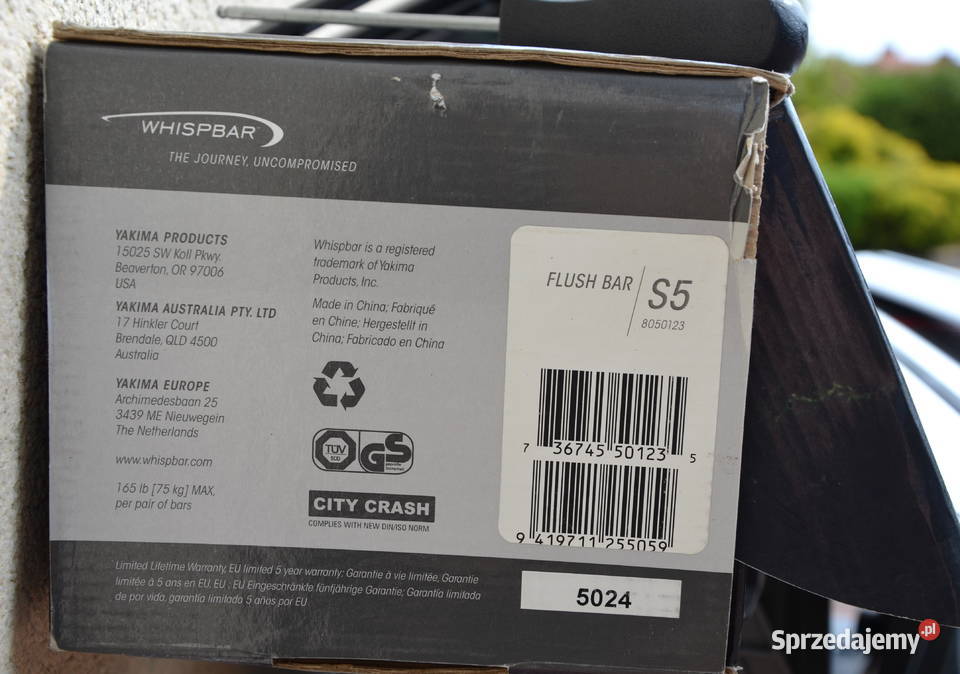 WHISPBAR
THE JOURNEY, UNCOMPROMISED
YAKIMA PRODUCTS
15025 SW Koll Pkwy.
Beaverton, OR 97006
USA
YAKIMA AUSTRALIA PTY. LTD
17 Hinkler Court
Brendale, QLD 4500
Australia
YAKIMA EUROPE
Archimedesbaan 25
3439 ME Nieuwegein
The Netherlands
www.whispbar.com
165 lb [75 kg] MAX,
per pair of bars
Whispbar is a registered
trademark of Yakima
Products, Inc.
Made in China; Fabriqué
en Chine; Hergestellt in
China; Fabricado en China
TÜV
SÜD
GS
geprüfte
Sicherheit
CITY CRASH
COMPLIES WITH NEW DIN/ISO NORM
FLUSH BAR
S5
8050123
7 36745 50123 5
9 419711 255059
Limited Lifetime Warranty, EU limited 5 year warranty; Garantie à vie limitée, Garantie
limitée à 5 ans en EU. EU ; EU Eingeschränkte fünfjährige Garantie; Garantía limitada
de por vida, garantía limitada 5 años por EU
5024
Sprzedajemy.pl